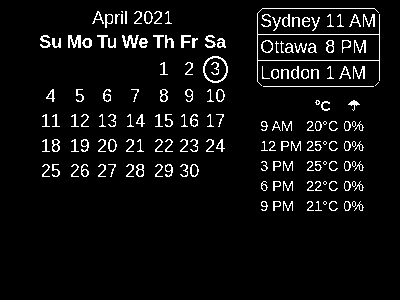 April 2021
Su Mo Tu We Th Fr Sa
1 2 3
4 5 6 7 8 9 10
11 12 13 14 15 16 17
18 19 20 21 22 23 24
25 26 27 28 29 30
Sydney 11 AM
Ottawa 8 PM
London 1 AM
°C
9 AM 20°C 0%
12 PM 25°C 0%
3 PM 25°C 0%
6 PM 22°C 0%
9 PM 21°C 0%